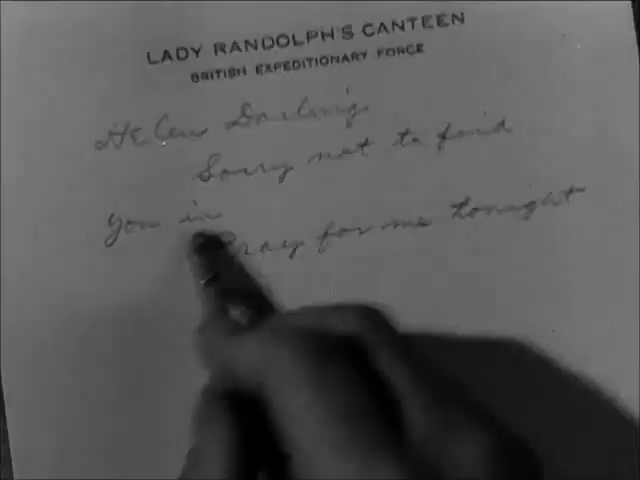 LADY RANDOLPH'S CANTEEN
BRITISH EXPEDITIONARY FORCE
Helen Darling
Sorry not to find
you in
Pray for me tonight